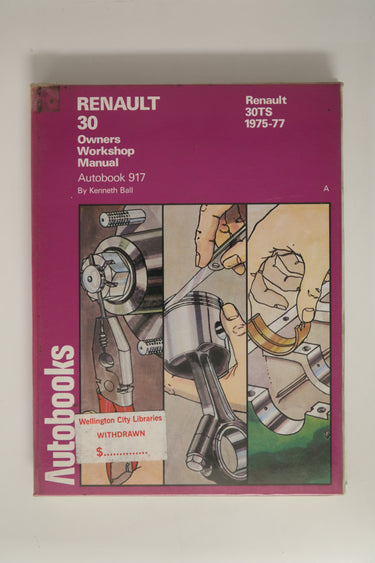 RENAULT
30
Owners
Workshop
Manual
Autobook 917
By Kenneth Ball
Renault
30TS
1975-77
A
Autobooks
Wellington City Libraries
WITHDRAWN
$..............